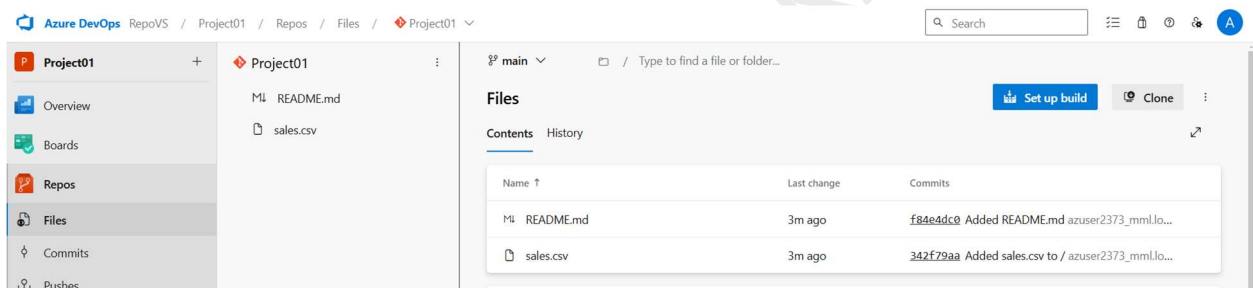 Azure DevOps RepoVS / Project01 / Repos / Files / Project01
Search
A
P Project01
Overview
Boards
Repos
Files
Commits
Pushes
Project01
README.md
sales.csv
main / Type to find a file or folder...
Files
Set up build
Clone
Contents History
Name ↑ Last change Commits
README.md 3m ago f84e4dc0 Added README.md azuser2373_mml.lo...
sales.csv 3m ago 342f79aa Added sales.csv to / azuser2373_mml.lo...